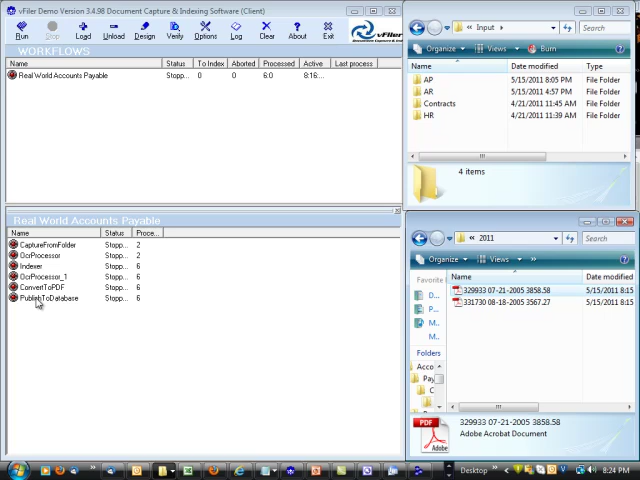 vFiler Demo Version 3.4.98 Document Capture & Indexing Software (Client)
Run Stop Load Unload Design Verify Options Log Clear About Exit
vFiler
WORKFLOWS
Name Status To Index Aborted Processed Active Last process
Real World Accounts Payable Stopp... 0 0 6:0 8:16:...
Real World Accounts Payable
Name Status Proce...
CaptureFromFolder Stopp... 2
OcrProcessor Stopp... 2
Indexer Stopp... 6
OcrProcessor_1 Stopp... 6
ConvertToPDF Stopp... 6
PublishToDatabase Stopp... 6
« Input Search
Organize Views Burn
Name Date modified Type
AP 5/15/2011 8:05 PM File Folder
AR 5/15/2011 4:57 PM File Folder
Contracts 4/21/2011 11:45 AM File Folder
HR 4/21/2011 11:39 AM File Folder
4 items
« 2011 Search
Organize Views »
Favorite
D...
P...
M...
M...
Folders
Acco
Pay
C
Name Date modified
329933 07-21-2005 3858.58 5/15/2011 8:15
331730 08-18-2005 3567.27 5/15/2011 8:15
PDF
Adobe
329933 07-21-2005 3858.58
Adobe Acrobat Document
Desktop » 8:24 PM